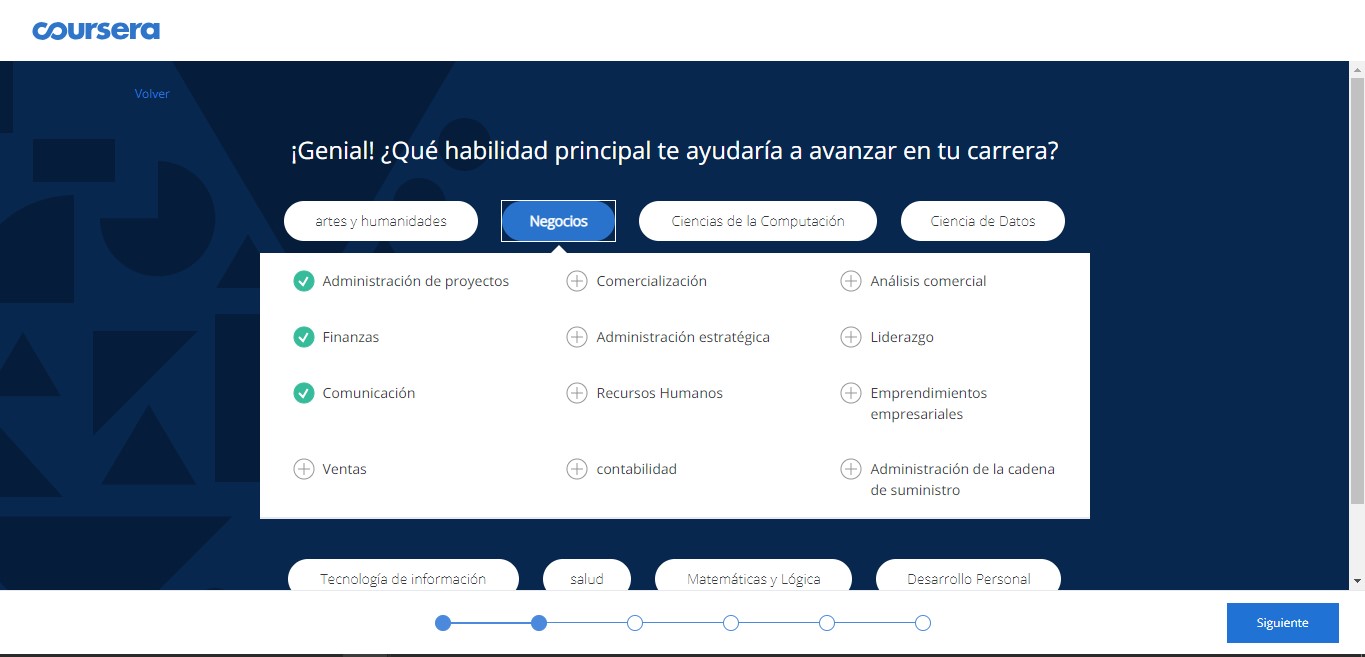 coursera
Volver
¡Genial! ¿Qué habilidad principal te ayudaría a avanzar en tu carrera?
artes y humanidades
Negocios
Ciencias de la Computación
Ciencia de Datos
Administración de proyectos
Comercialización
Análisis comercial
Finanzas
Administración estratégica
Liderazgo
Comunicación
Recursos Humanos
Emprendimientos
empresariales
Ventas
contabilidad
Administración de la cadena
de suministro
Tecnología de información
salud
Matemáticas y Lógica
Desarrollo Personal
Siguiente